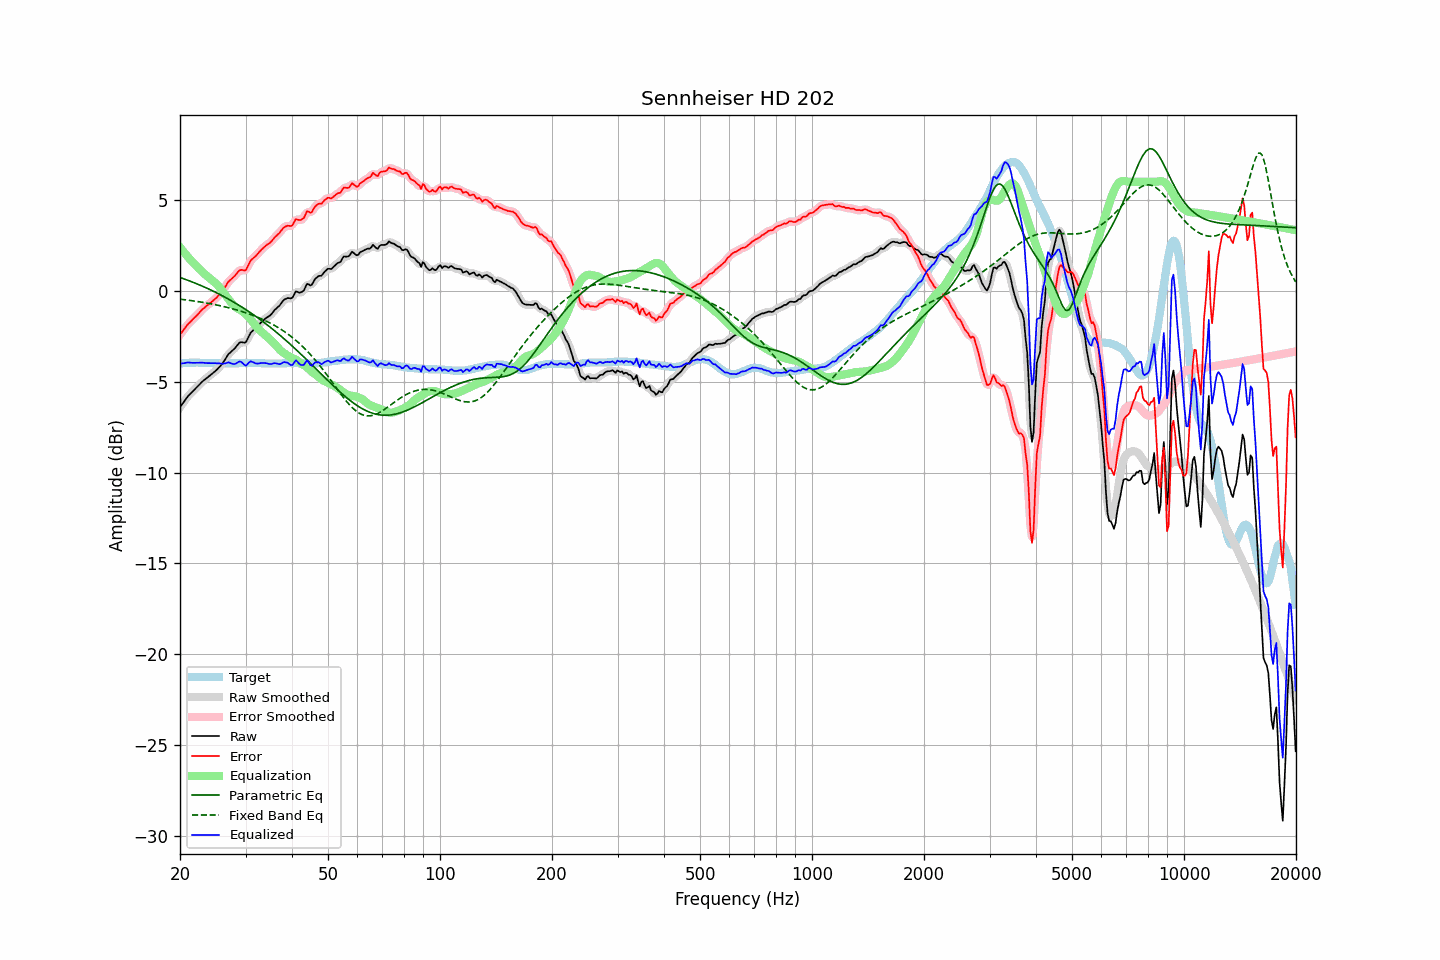 Sennheiser HD 202
Amplitude (dBr)
5
0
−5
−10
−15
−20
−25
−30
Target
Raw Smoothed
Error Smoothed
Raw
Error
Equalization
Parametric Eq
Fixed Band Eq
Equalized
20 50 100 200 500 1000 2000 5000 10000 20000
Frequency (Hz)